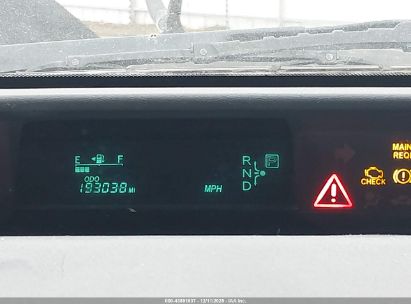 E F
ODO
193038 MI
MPH
R
N
D
P
CHECK
MAIN
REQ